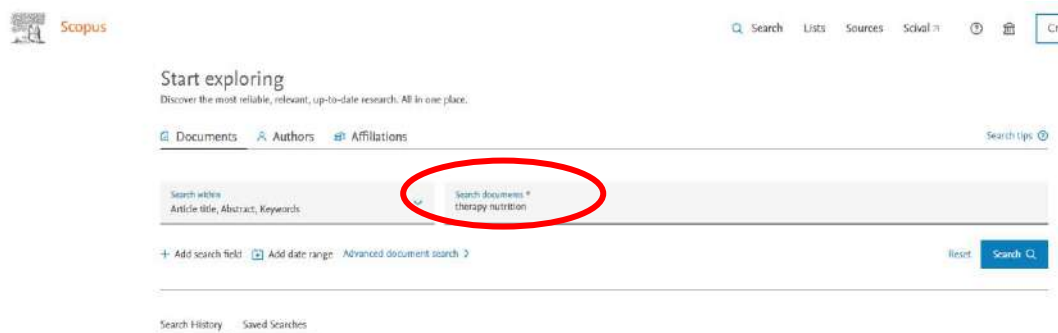 Scopus
Search Lists Sources Scival
Start exploring
Discover the most reliable, relevant, up-to-date research. All in one place.
Documents Authors Affiliations
Search tips
Search within
Article title, Abstract, Keywords
Search documents *
therapy nutrition
+ Add search field Add date range Advanced document search
Reset Search
Search History Saved Searches